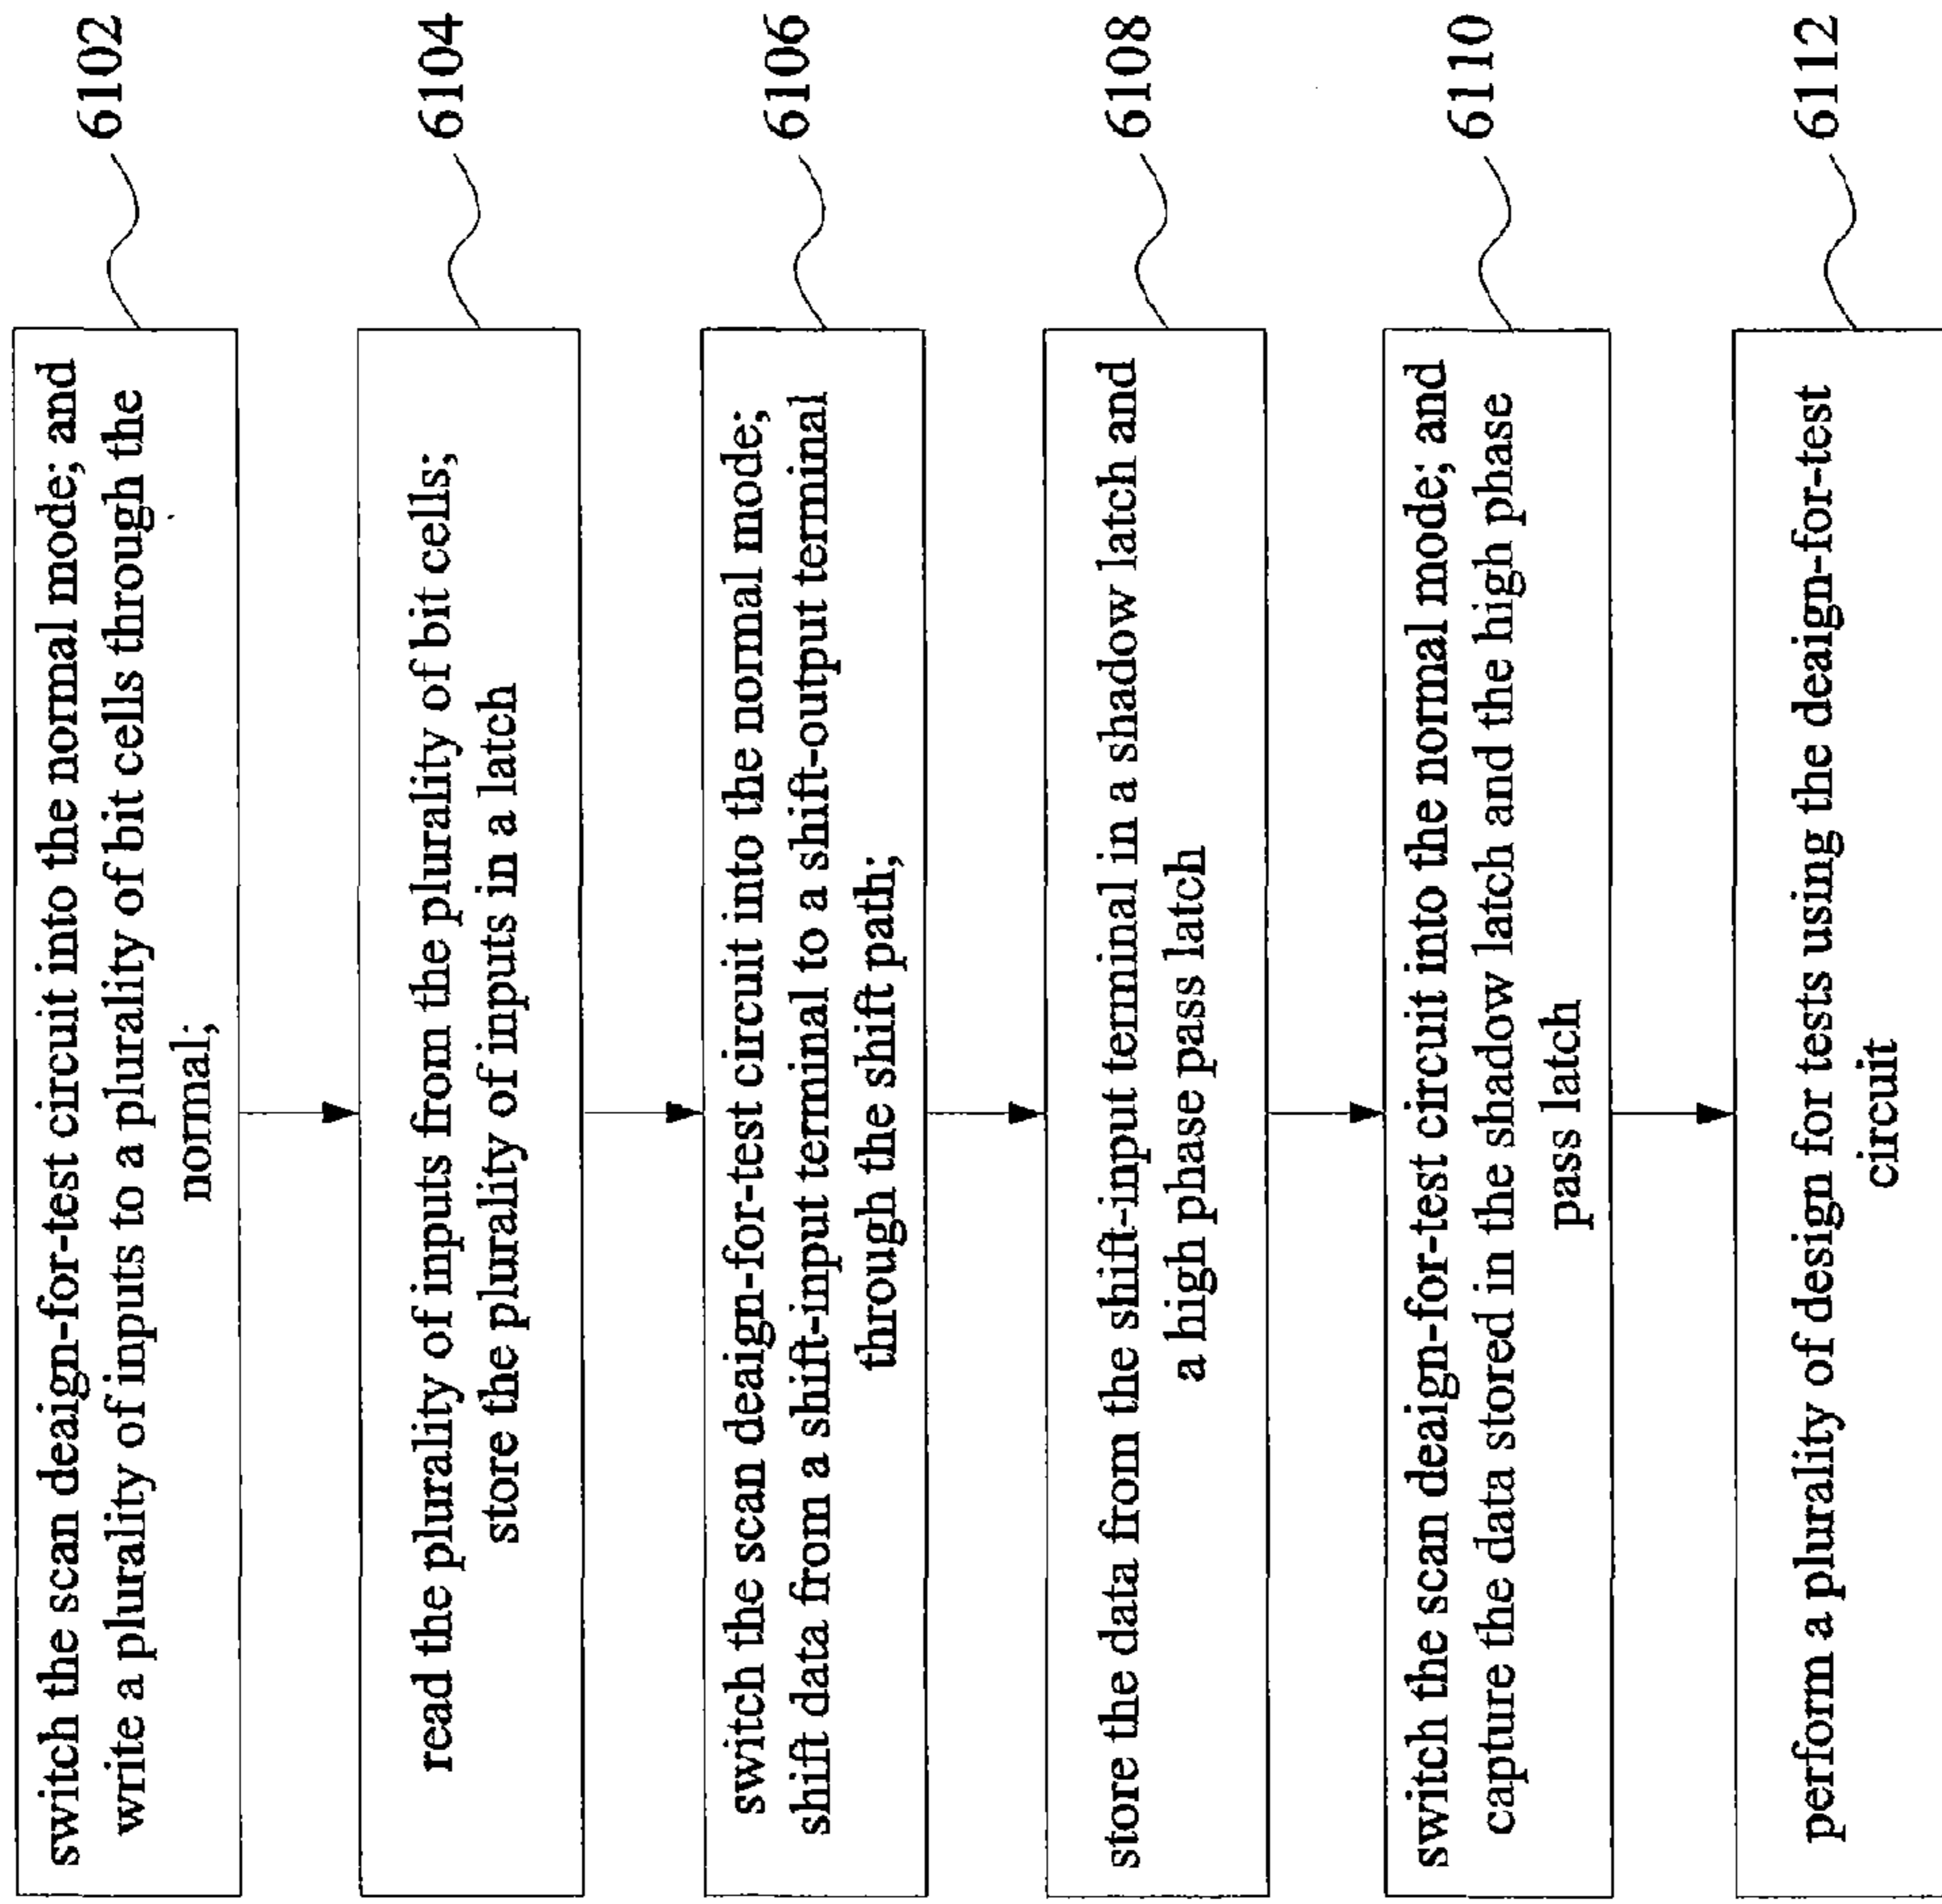 switch the scan deaign-for-test circuit into the normal mode; and
write a plurality of inputs to a plurality of bit cells through the
normal;
6102
read the plurality of inputs from the plurality of bit cells;
store the plurality of inputs in a latch
6104
switch the scan deaign-for-test circuit into the normal mode;
shift data from a shift-input terminal to a shift-output terminal
through the shift path;
6106
store the data from the shift-input terminal in a shadow latch and
a high phase pass latch
6108
switch the scan deaign-for-test circuit into the normal mode; and
capture the data stored in the shadow latch and the high phase
pass latch
6110
perform a plurality of design for tests using the deaign-for-test
circuit
6112